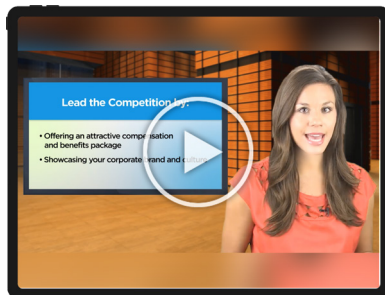 Lead the Competition by:
• Offering an attractive compensation
and benefits package
• Showcasing your corporate brand and culture